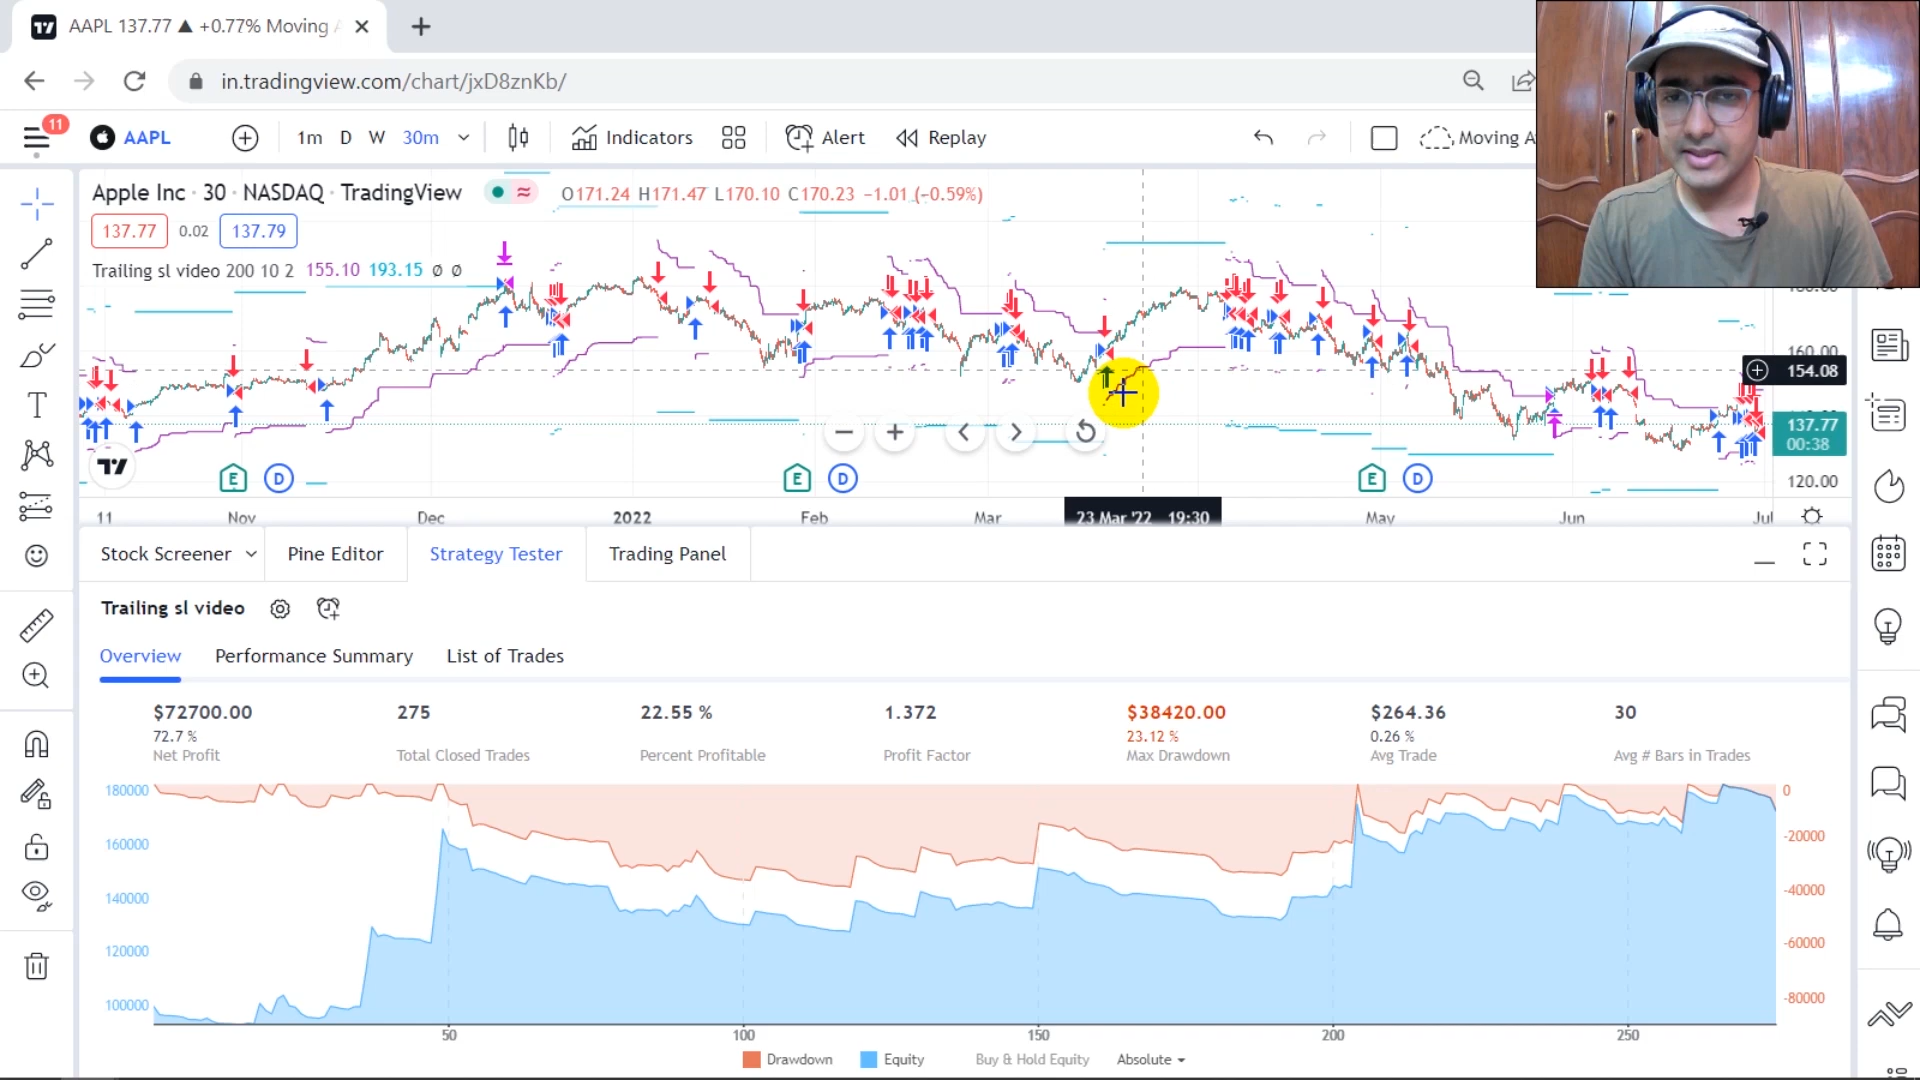 AAPL 137.77 ▲ +0.77% Moving A
in.tradingview.com/chart/jxD8znKb/
11
AAPL
1m D W 30m
Indicators
Alert
Replay
Moving A
Apple Inc · 30 · NASDAQ · TradingView
O171.24 H171.47 L170.10 C170.23 −1.01 (−0.59%)
137.77 0.02 137.79
Trailing sl video 200 10 2 155.10 193.15 ø ø
160.00
154.08
137.77
00:38
120.00
E D E D E D
11 Nov Dec 2022 Feb Mar 23 Mar '22 19:30 May Jun Jul
Stock Screener Pine Editor Strategy Tester Trading Panel
Trailing sl video
Overview Performance Summary List of Trades
$72700.00 275 22.55 % 1.372 $38420.00 $264.36 30
72.7 % 23.12 % 0.26 %
Net Profit Total Closed Trades Percent Profitable Profit Factor Max Drawdown Avg Trade Avg # Bars in Trades
180000 0
160000 -20000
140000 -40000
120000 -60000
100000 -80000
50 100 150 200 250
Drawdown Equity Buy & Hold Equity Absolute